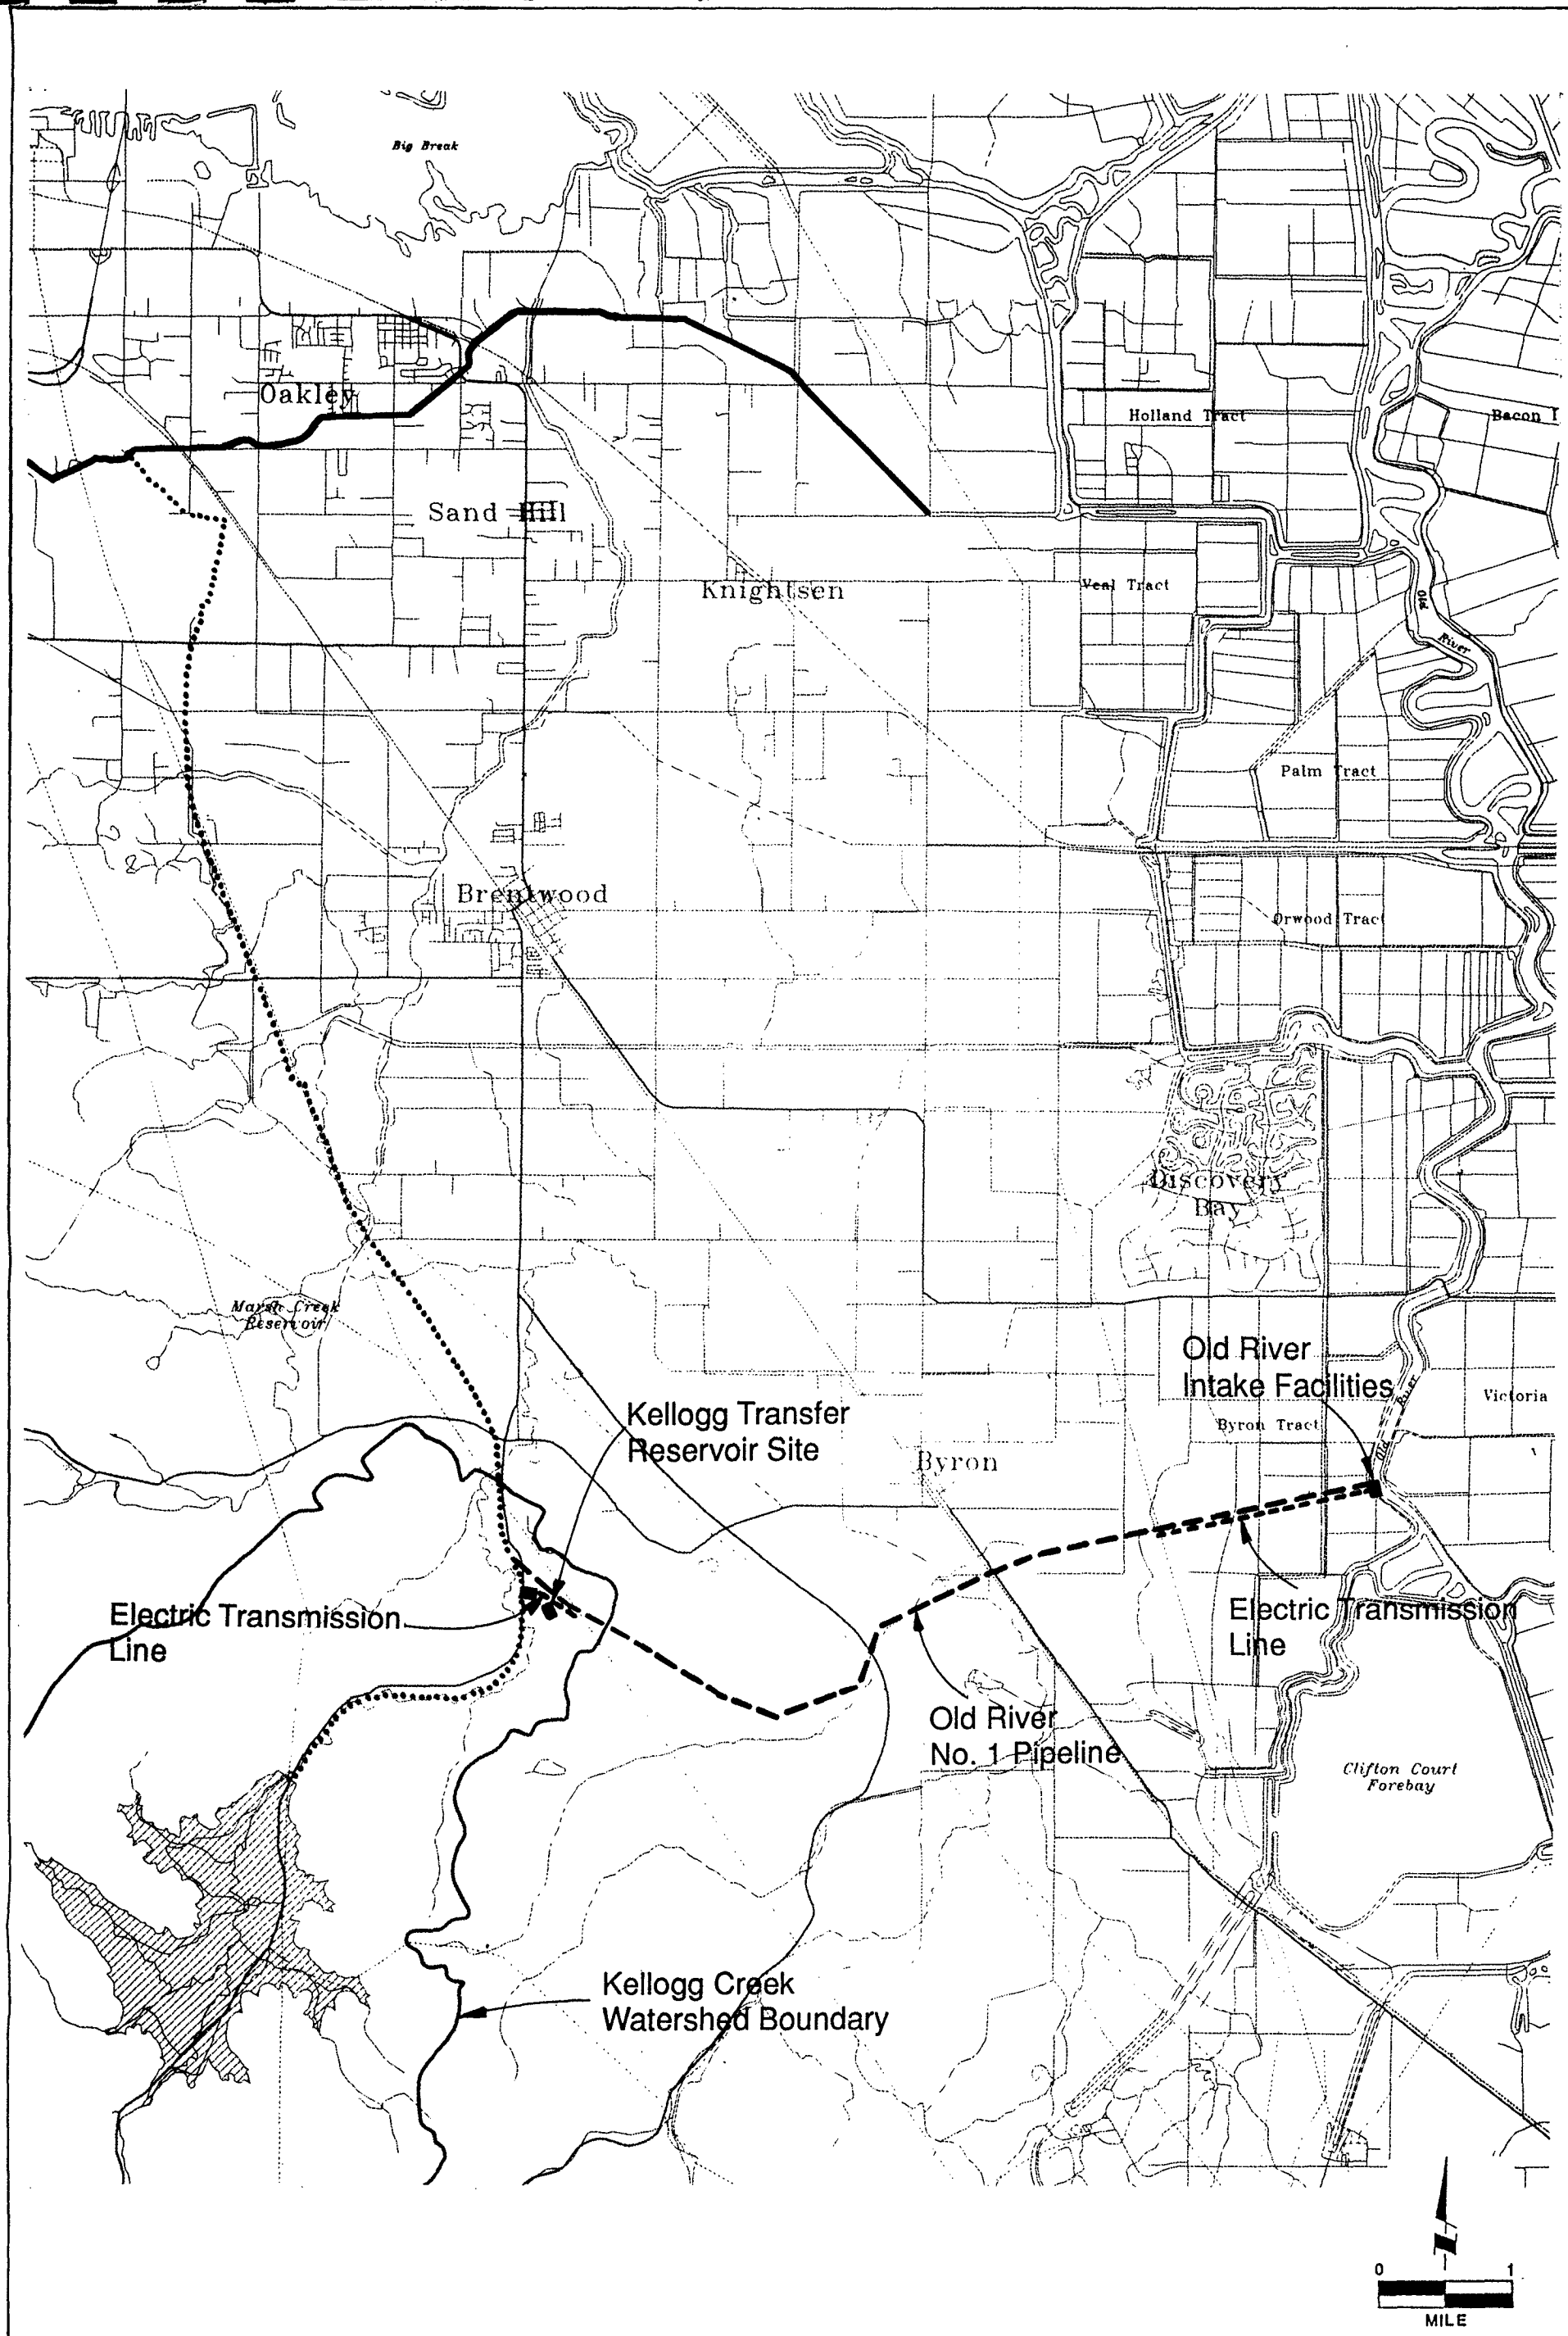 Big Break
Oakley
Holland Tract
Bacon I
Sand Hill
Knightsen
Veal Tract
Old
River
Palm Tract
Brentwood
Orwood Tract
Discovery
Bay
Marsh Creek
Reservoir
Old River
Intake Facilities
Victoria
Kellogg Transfer
Reservoir Site
Byron Tract
Old
River
Byron
Electric Transmission
Line
Electric Transmission
Line
Old River
No. 1 Pipeline
Clifton Court
Forebay
Kellogg Creek
Watershed Boundary
N
0 1
MILE